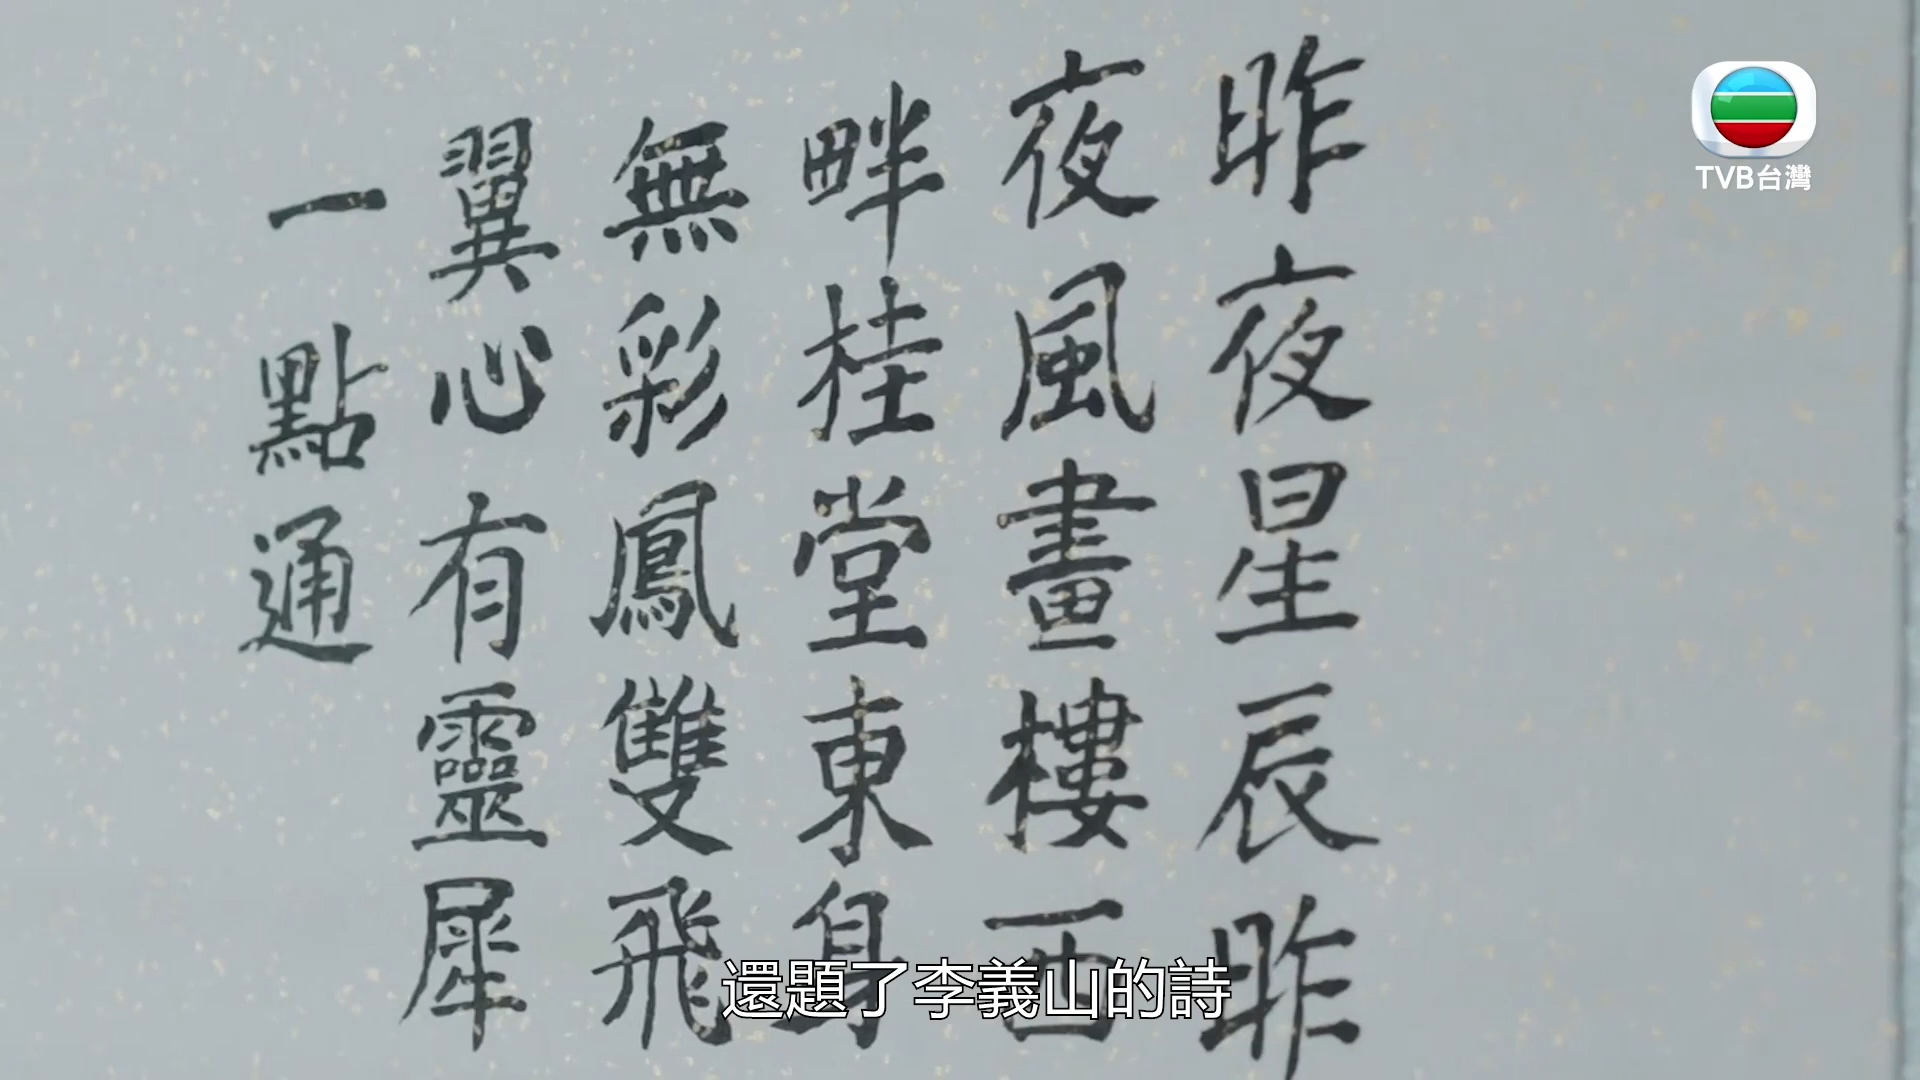 昨夜星辰昨
夜風畫樓西
畔桂堂東身
無彩鳳雙飛
翼心有靈犀
一點通
TVB台灣
還題了李義山的詩